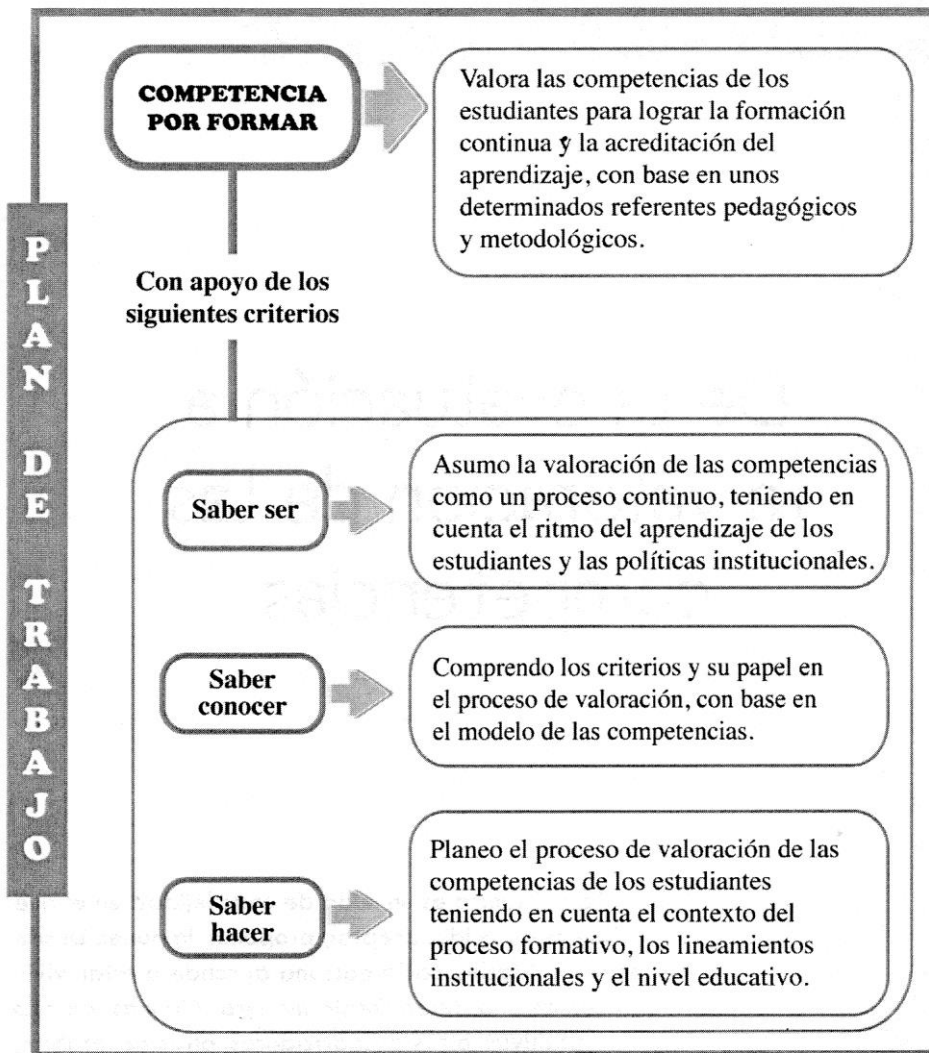 PLAN DE TRABAJO
COMPETENCIA
POR FORMAR
Valora las competencias de los
estudiantes para lograr la formación
continua y la acreditación del
aprendizaje, con base en unos
determinados referentes pedagógicos
y metodológicos.
Con apoyo de los
siguientes criterios
Saber ser
Asumo la valoración de las competencias
como un proceso continuo, teniendo en
cuenta el ritmo del aprendizaje de los
estudiantes y las políticas institucionales.
Saber
conocer
Comprendo los criterios y su papel en
el proceso de valoración, con base en
el modelo de las competencias.
Saber
hacer
Planeo el proceso de valoración de las
competencias de los estudiantes
teniendo en cuenta el contexto del
proceso formativo, los lineamientos
institucionales y el nivel educativo.